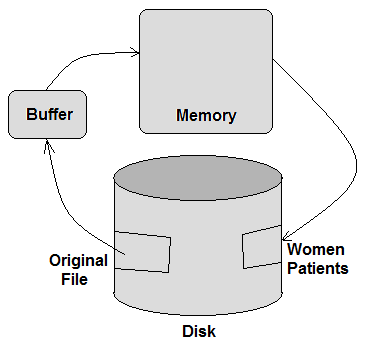 Buffer
Memory
Original
File
Women
Patients
Disk